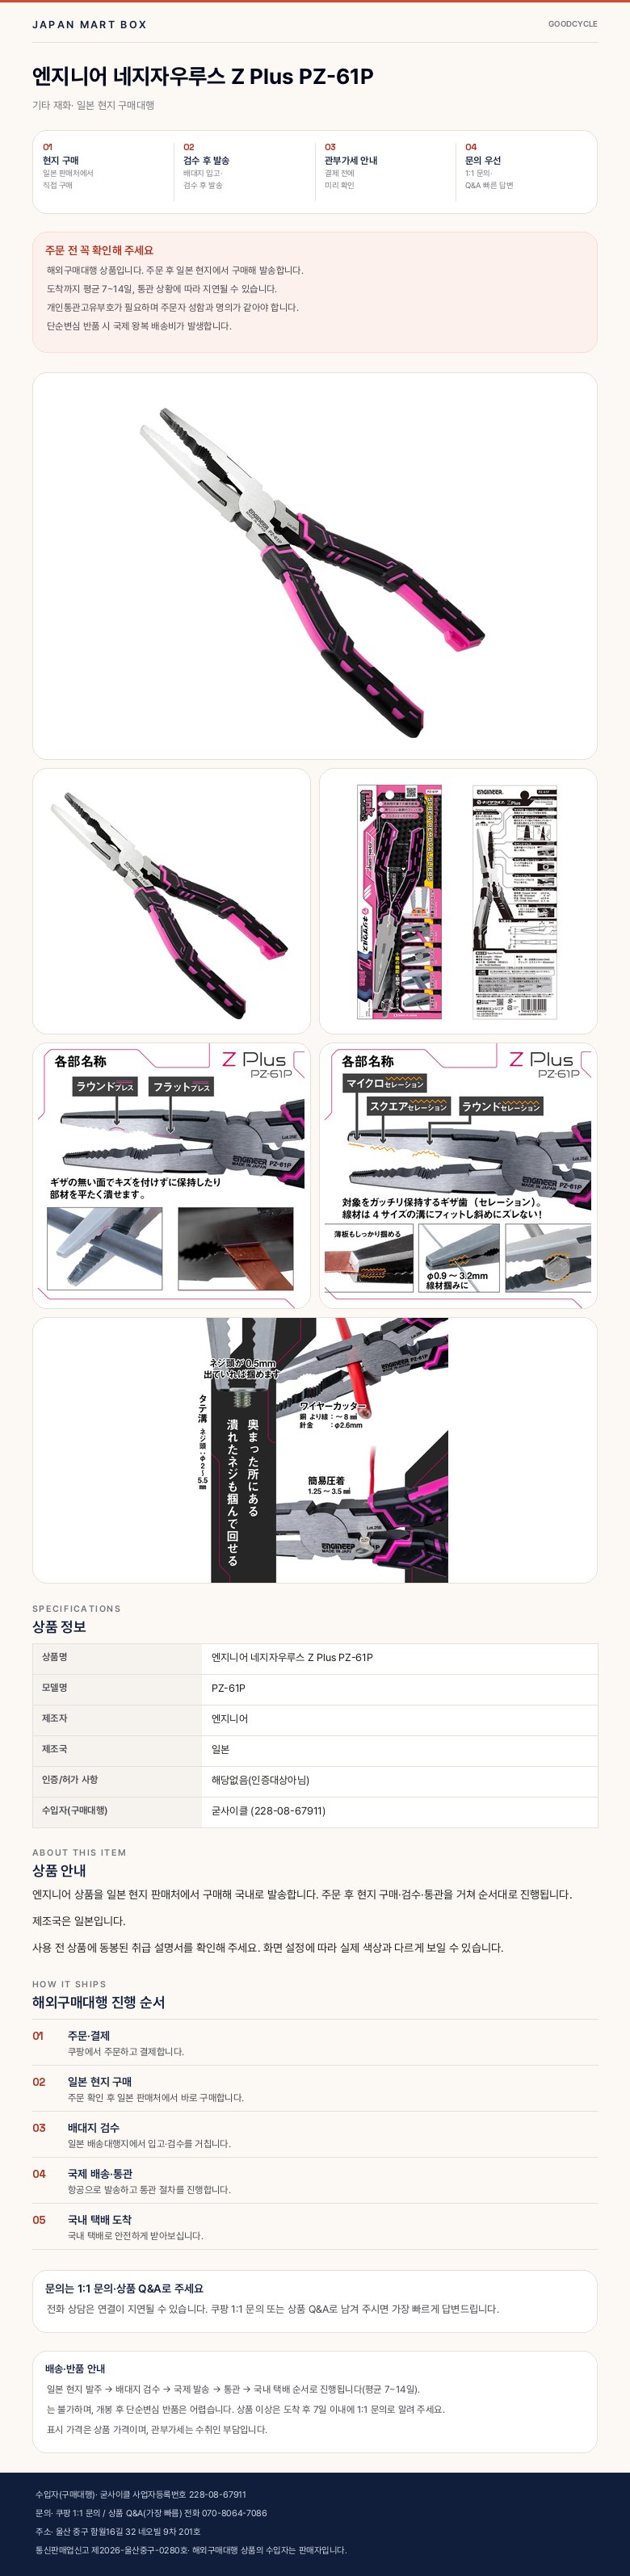 JAPAN MART BOX
GOODCYCLE
엔지니어 네지자우루스 Z Plus PZ-61P
기타 재화· 일본 현지 구매대행
01
현지 구매
일본 판매처에서
직접 구매
02
검수 후 발송
배대지 입고·
검수 후 발송
03
관부가세 안내
결제 전에
미리 확인
04
문의 우선
1:1 문의·
Q&A 빠른 답변
주문 전 꼭 확인해 주세요
해외구매대행 상품입니다. 주문 후 일본 현지에서 구매해 발송합니다.
도착까지 평균 7~14일, 통관 상황에 따라 지연될 수 있습니다.
개인통관고유부호가 필요하며 주문자 성함과 명의가 같아야 합니다.
단순변심 반품 시 국제 왕복 배송비가 발생합니다.
ENGINEER
ENGINEER
各部名称
Z Plus
PZ-61P
ラウンドプレス
フラットプレス
ENGINEER PZ-61P
MADE IN JAPAN
ギザの無い面でキズを付けずに保持したり
部材を平たく潰せます。
各部名称
Z Plus
PZ-61P
マイクロセレーション
スクエアセレーション
ラウンドセレーション
ENGINEER PZ-61P
MADE IN JAPAN
対象をガッチリ保持するギザ歯（セレーション）。
線材は4サイズの溝にフィットし斜めにズレない！
薄板もしっかり掴める
φ0.9～3.2mm
線材掴みに
ネジ頭が0.5mm
出ていれば掴めます
タテ溝 ネジ頭：φ2～5.5㎜
奥まった所にある
潰れたネジも掴んで回せる
ワイヤーカッター
銅 より線：～8㎟
針金 ：φ2.6mm
簡易圧着
1.25～3.5㎟
ENGINEER PZ-61P
MADE IN JAPAN
SPECIFICATIONS
상품 정보
상품명
엔지니어 네지자우루스 Z Plus PZ-61P
모델명
PZ-61P
제조자
엔지니어
제조국
일본
인증/허가 사항
해당없음(인증대상아님)
수입자(구매대행)
굳사이클 (228-08-67911)
ABOUT THIS ITEM
상품 안내
엔지니어 상품을 일본 현지 판매처에서 구매해 국내로 발송합니다. 주문 후 현지 구매·검수·통관을 거쳐 순서대로 진행됩니다.
제조국은 일본입니다.
사용 전 상품에 동봉된 취급 설명서를 확인해 주세요. 화면 설정에 따라 실제 색상과 다르게 보일 수 있습니다.
HOW IT SHIPS
해외구매대행 진행 순서
01
주문·결제
쿠팡에서 주문하고 결제합니다.
02
일본 현지 구매
주문 확인 후 일본 판매처에서 바로 구매합니다.
03
배대지 검수
일본 배송대행지에서 입고·검수를 거칩니다.
04
국제 배송·통관
항공으로 발송하고 통관 절차를 진행합니다.
05
국내 택배 도착
국내 택배로 안전하게 받아보십니다.
문의는 1:1 문의·상품 Q&A로 주세요
전화 상담은 연결이 지연될 수 있습니다. 쿠팡 1:1 문의 또는 상품 Q&A로 남겨 주시면 가장 빠르게 답변드립니다.
배송·반품 안내
일본 현지 발주 → 배대지 검수 → 국제 발송 → 통관 → 국내 택배 순서로 진행됩니다(평균 7~14일).
는 불가하며, 개봉 후 단순변심 반품은 어렵습니다. 상품 이상은 도착 후 7일 이내에 1:1 문의로 알려 주세요.
표시 가격은 상품 가격이며, 관부가세는 수취인 부담입니다.
수입자(구매대행)· 굳사이클 사업자등록번호 228-08-67911
문의· 쿠팡 1:1 문의 / 상품 Q&A(가장 빠름) 전화 070-8064-7086
주소· 울산 중구 함월16길 32 네오빌 9차 201호
통신판매업신고 제2026-울산중구-0280호· 해외구매대행 상품의 수입자는 판매자입니다.